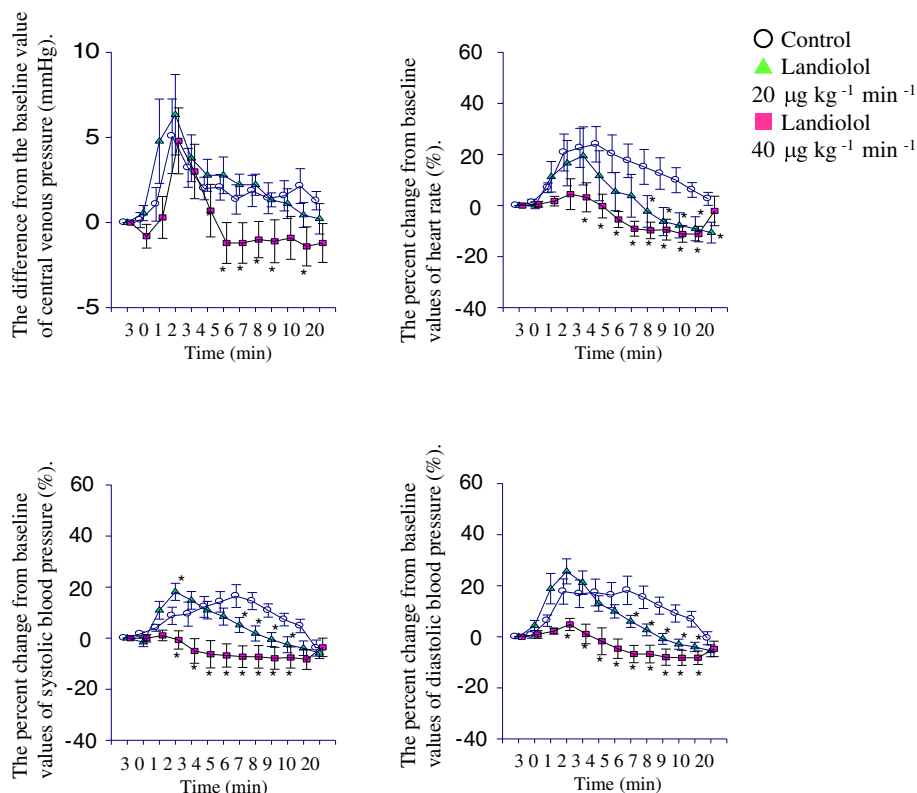 The difference from the baseline value
of central venous pressure (mmHg).
10
5
0
-5
3 0 1 2 3 4 5 6 7 8 9 10 20
Time (min)
* * * * *
The percent change from baseline
values of heart rate (%).
60
40
20
0
-20
-40
3 0 1 2 3 4 5 6 7 8 9 10 20
Time (min)
* * * *
* * * * * * * * *
○ Control
▲ Landiolol
20 µg kg -1 min -1
■ Landiolol
40 µg kg -1 min -1
The percent change from baseline
values of systolic blood pressure (%).
60
40
20
0
-20
-40
3 0 1 2 3 4 5 6 7 8 9 10 20
Time (min)
*
* * * *
* * * * * * * *
The percent change from baseline
values of diastolic blood pressure (%).
60
40
20
0
-20
-40
3 0 1 2 3 4 5 6 7 8 9 10 20
Time (min)
* * * * *
* * * * * * * * *